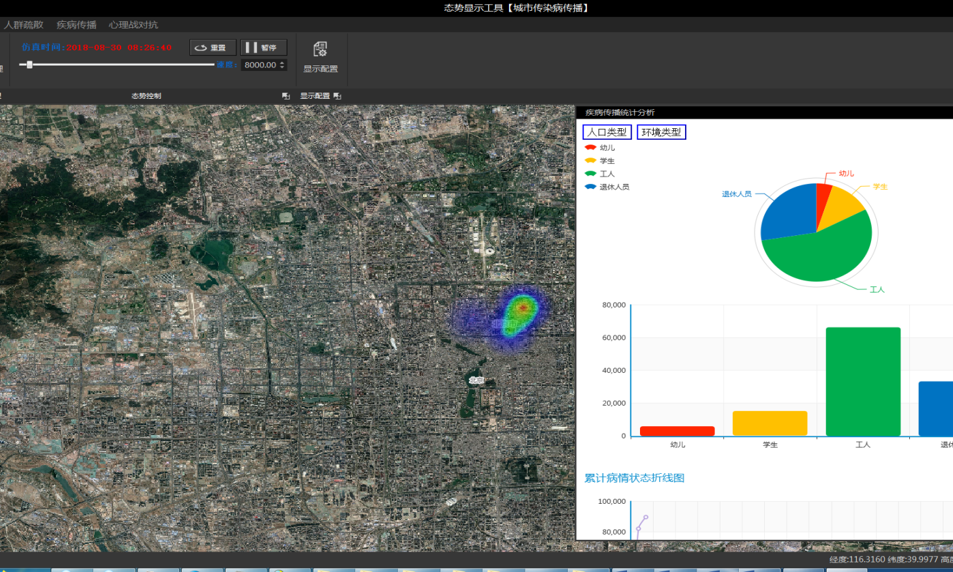 态势显示工具【城市传染病传播】
人群疏散 疾病传播 心理战对抗
仿真时间:2018-08-30 08:26:40
重置
暂停
速度:
8000.00
显示配置
态势控制
显示配置
疾病传播统计分析
人口类型
环境类型
幼儿
学生
工人
退休人员
幼儿
学生
退休人员
工人
80,000
60,000
40,000
20,000
0
幼儿
学生
工人
退休
累计病情状态折线图
100,000
80,000
北京
经度:116.3160 纬度:39.9977 高度